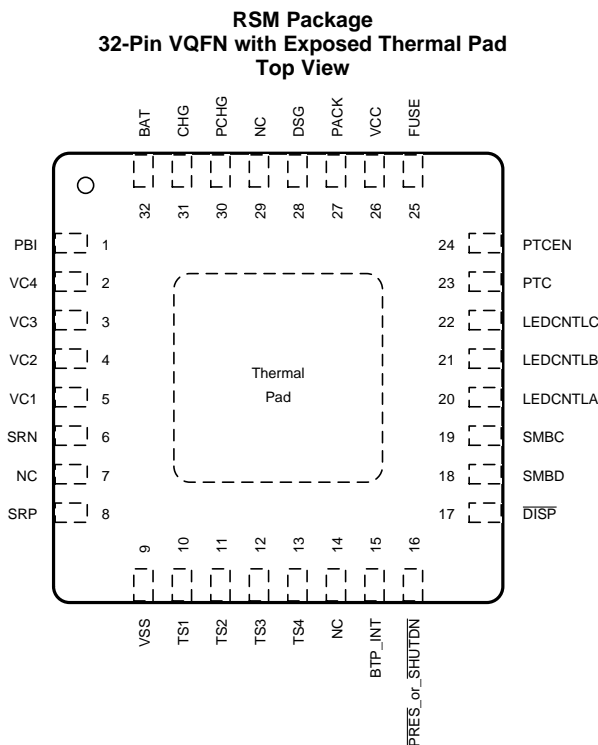 RSM Package
32-Pin VQFN with Exposed Thermal Pad
Top View
BAT
CHG
PCHG
NC
DSG
PACK
VCC
FUSE
32
31
30
29
28
27
26
25
PBI 1
24 PTCEN
VC4 2
23 PTC
VC3 3
22 LEDCNTLC
VC2 4
21 LEDCNTLB
VC1 5
20 LEDCNTLA
SRN 6
19 SMBC
NC 7
18 SMBD
SRP 8
17 DISP
Thermal
Pad
9
10
11
12
13
14
15
16
VSS
TS1
TS2
TS3
TS4
NC
BTP_INT
PRES_or_SHUTDN